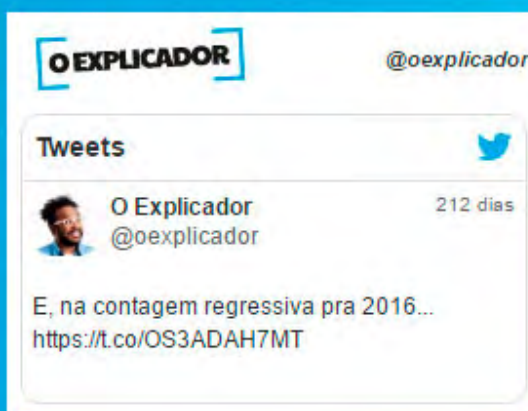 O EXPLICADOR
@oexplicador
Tweets
O Explicador
212 dias
@oexplicador
E, na contagem regressiva pra 2016...
https://t.co/OS3ADAH7MT